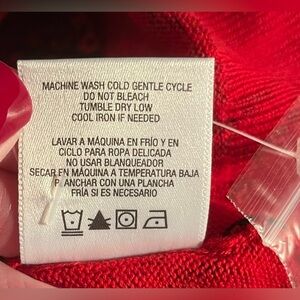 MACHINE WASH COLD GENTLE CYCLE
DO NOT BLEACH
TUMBLE DRY LOW
COOL IRON IF NEEDED
LAVAR A MÁQUINA EN FRÍO Y EN
CICLO PARA ROPA DELICADA
NO USAR BLANQUEADOR
SECAR EN MÁQUINA A TEMPERATURA BAJA
PLANCHAR CON UNA PLANCHA
FRÍA SI ES NECESARIO